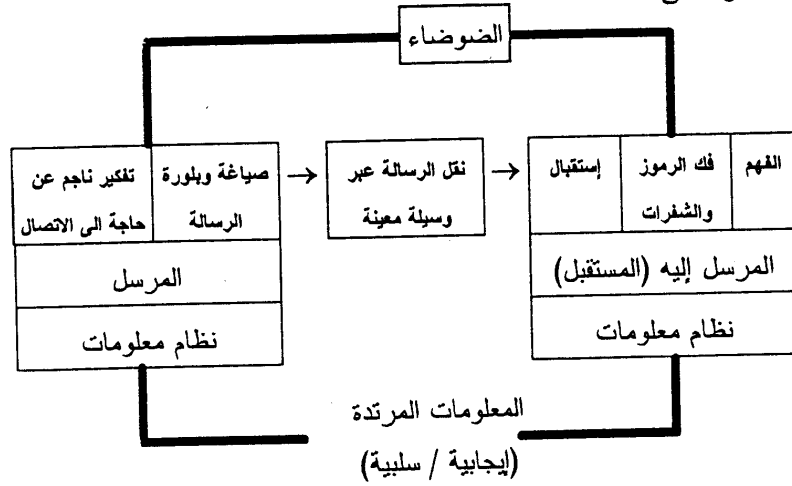 الضوضاء
تفكير ناجم عن
حاجة الى الاتصال
صياغة وبلورة
الرسالة
→
نقل الرسالة عبر
وسيلة معينة
→
إستقبال
فك الرموز
والشفرات
الفهم
المرسل
المرسل إليه (المستقبل)
نظام معلومات
نظام معلومات
المعلومات المرتدة
(إيجابية / سلبية)